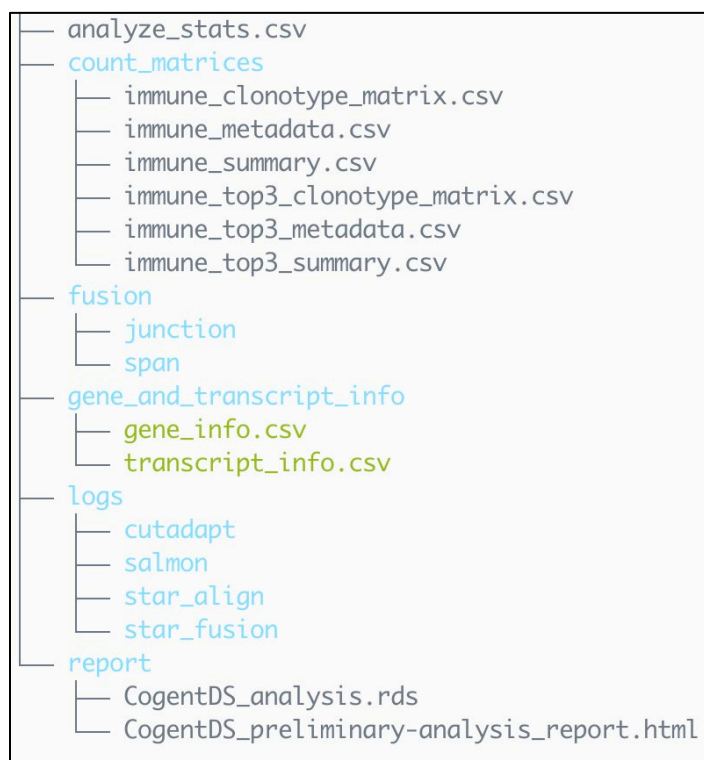 analyze_stats.csv
count_matrices
immune_clonotype_matrix.csv
immune_metadata.csv
immune_summary.csv
immune_top3_clonotype_matrix.csv
immune_top3_metadata.csv
immune_top3_summary.csv
fusion
junction
span
gene_and_transcript_info
gene_info.csv
transcript_info.csv
logs
cutadapt
salmon
star_align
star_fusion
report
CogentDS_analysis.rds
CogentDS_preliminary-analysis_report.html